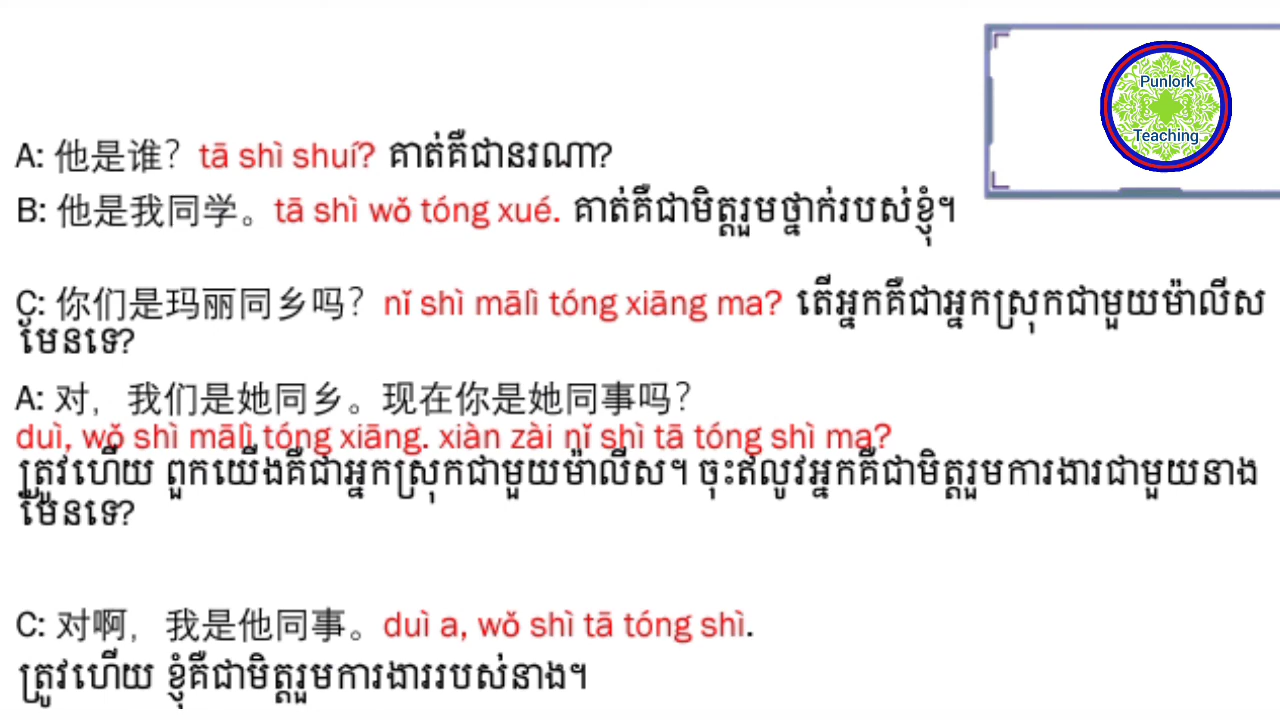 Punlork
Teaching
A: 他是谁？tā shì shuí? គាត់គឺជានរណា?
B: 他是我同学。tā shì wǒ tóng xué. គាត់គឺជាមិត្តរួមថ្នាក់របស់ខ្ញុំ។
C: 你们是玛丽同乡吗？nǐ shì mālì tóng xiāng ma? តើអ្នកគឺជាអ្នកស្រុកជាមួយម៉ាលីស
មែនទេ?
A: 对，我们是她同乡。现在你是她同事吗？
duì, wǒ shì mālì tóng xiāng. xiàn zài nǐ shì tā tóng shì ma?
ត្រូវហើយ ពួកយើងគឺជាអ្នកស្រុកជាមួយម៉ាលីស។ ចុះឥលូវអ្នកគឺជាមិត្តរួមការងារជាមួយនាង
មែនទេ?
C: 对啊，我是他同事。duì a, wǒ shì tā tóng shì.
ត្រូវហើយ ខ្ញុំគឺជាមិត្តរួមការងាររបស់នាង។